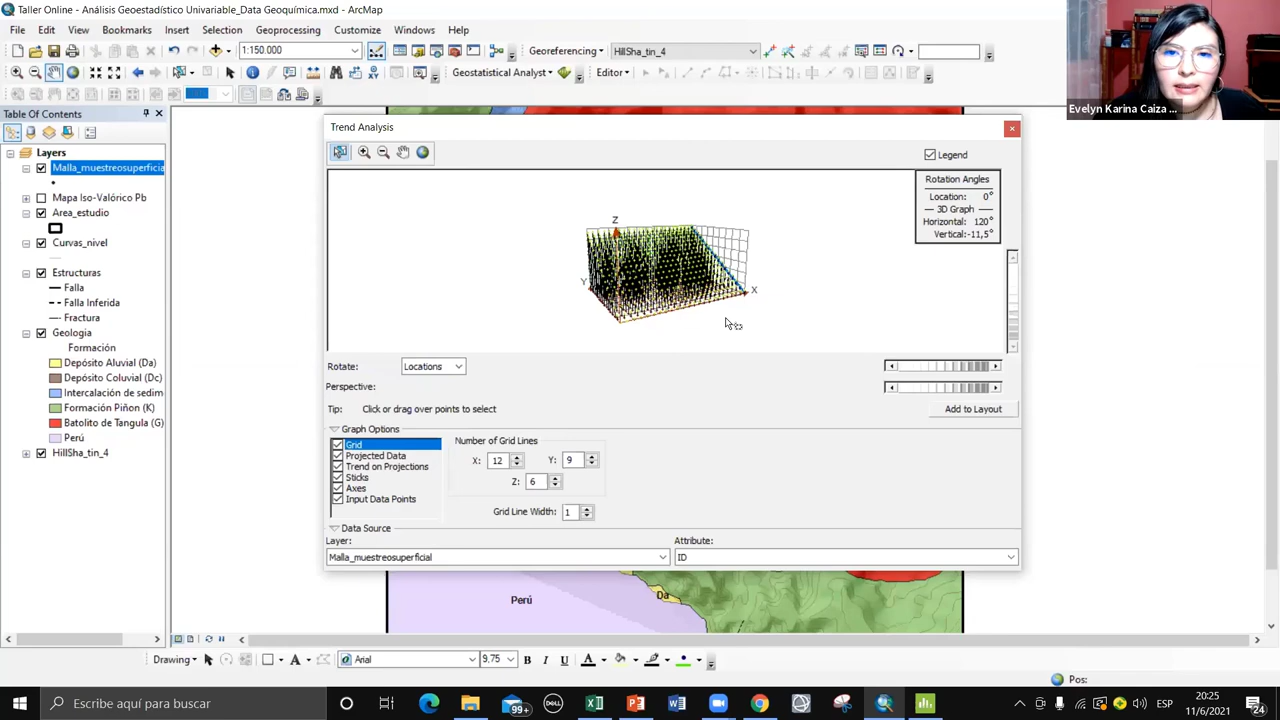 Taller Online - Análisis Geoestadístico Univariable_Data Geoquímica.mxd - ArcMap
File Edit View Bookmarks Insert Selection Geoprocessing Customize Windows Help
1:150.000
Georeferencing
HillSha_tin_4
Geostatistical Analyst
Editor
Evelyn Karina Caiza ...
Table Of Contents
Layers
Malla_muestreosuperficia
Mapa Iso-Valórico Pb
Area_estudio
Curvas_nivel
Estructuras
Falla
Falla Inferida
Fractura
Geologia
Formación
Depósito Aluvial (Da)
Depósito Coluvial (Dc)
Intercalación de sedim
Formación Piñon (K)
Batolito de Tangula (G)
Perú
HillSha_tin_4
Trend Analysis
Legend
Rotation Angles
Location: 0°
3D Graph
Horizontal: 120°
Vertical:-11,5°
Z
Y
X
Rotate:
Locations
Perspective:
Tip: Click or drag over points to select
Add to Layout
Graph Options
Grid
Projected Data
Trend on Projections
Sticks
Axes
Input Data Points
Number of Grid Lines
X: 12 Y: 9
Z: 6
Grid Line Width: 1
Data Source
Layer:
Attribute:
Malla_muestreosuperficial
ID
Perú
Da
Drawing
A
Arial
9.75
B I U A
Pos:
Escribe aquí para buscar
99+
DELL
ESP
20:25
11/6/2021
24